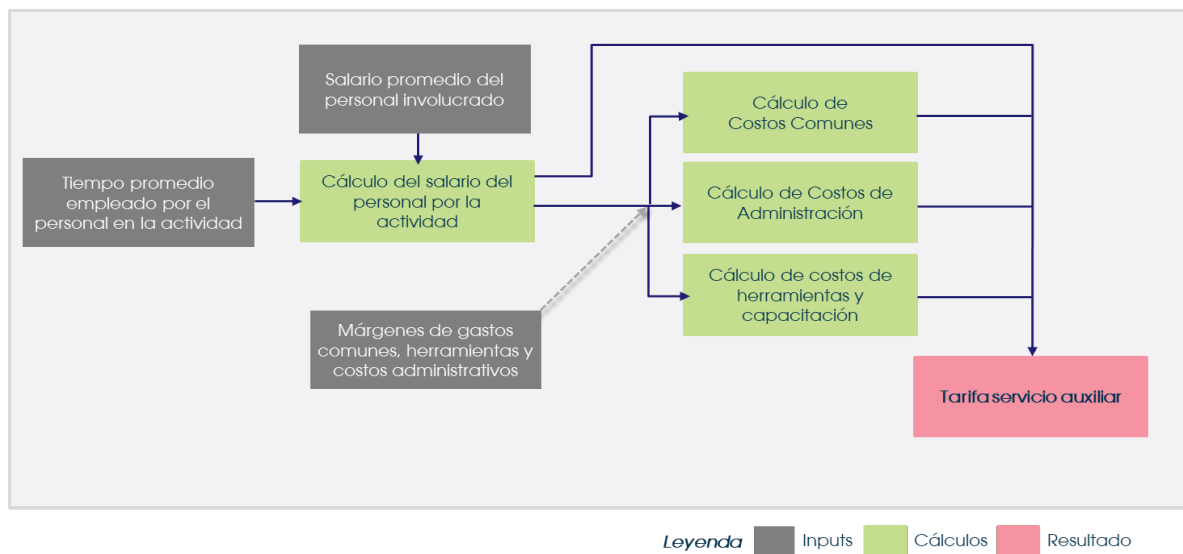 Salario promedio del
personal involucrado
Cálculo de
Costos Comunes
Tiempo promedio
empleado por el
personal en la actividad
Cálculo del salario del
personal por la
actividad
Cálculo de Costos de
Administración
Cálculo de costos de
herramientas y
capacitación
Márgenes de gastos
comunes, herramientas y
costos administrativos
Tarifa servicio auxiliar
Leyenda Inputs Cálculos Resultado